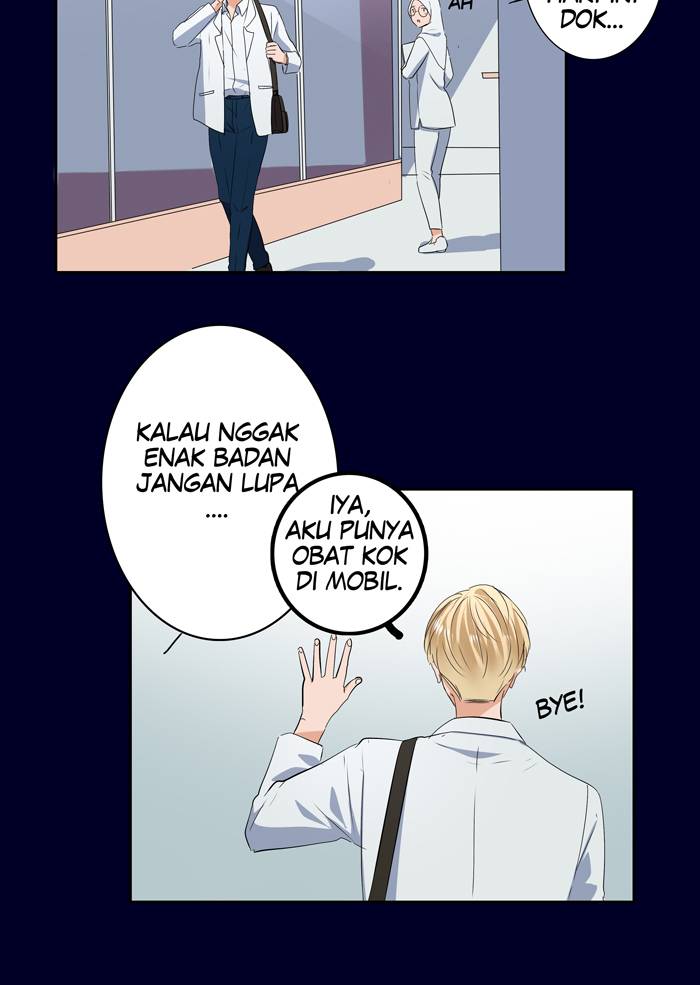 AH
DOK...
KALAU NGGAK
ENAK BADAN
JANGAN LUPA
....
IYA,
AKU PUNYA
OBAT KOK
DI MOBIL.
BYE!